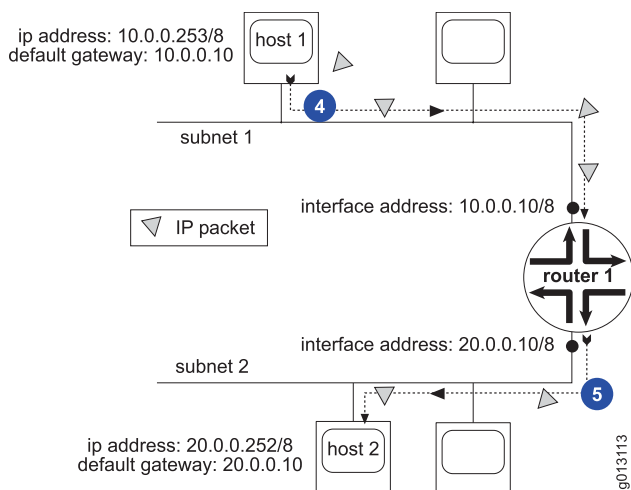 ip address: 10.0.0.253/8
default gateway: 10.0.0.10
host 1
4
subnet 1
interface address: 10.0.0.10/8
IP packet
router 1
interface address: 20.0.0.10/8
subnet 2
5
ip address: 20.0.0.252/8
default gateway: 20.0.0.10
host 2
g013113